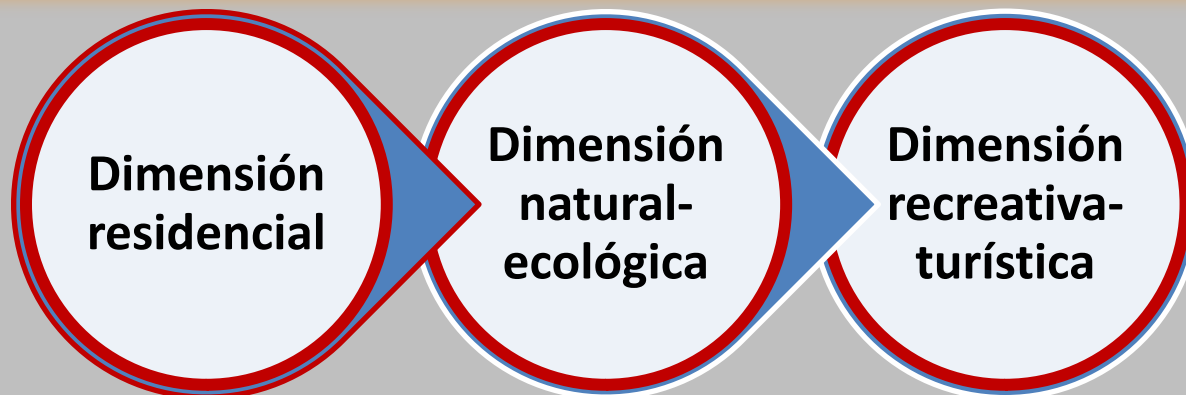 Dimensión
residencial
Dimensión
natural-
ecológica
Dimensión
recreativa-
turística